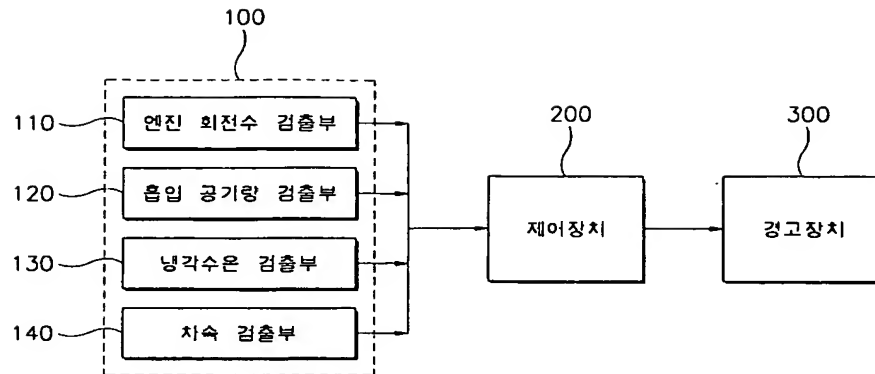 100
110
엔진 회전수 검출부
120
흡입 공기량 검출부
130
냉각수온 검출부
140
차속 검출부
200
제어장치
300
경고장치